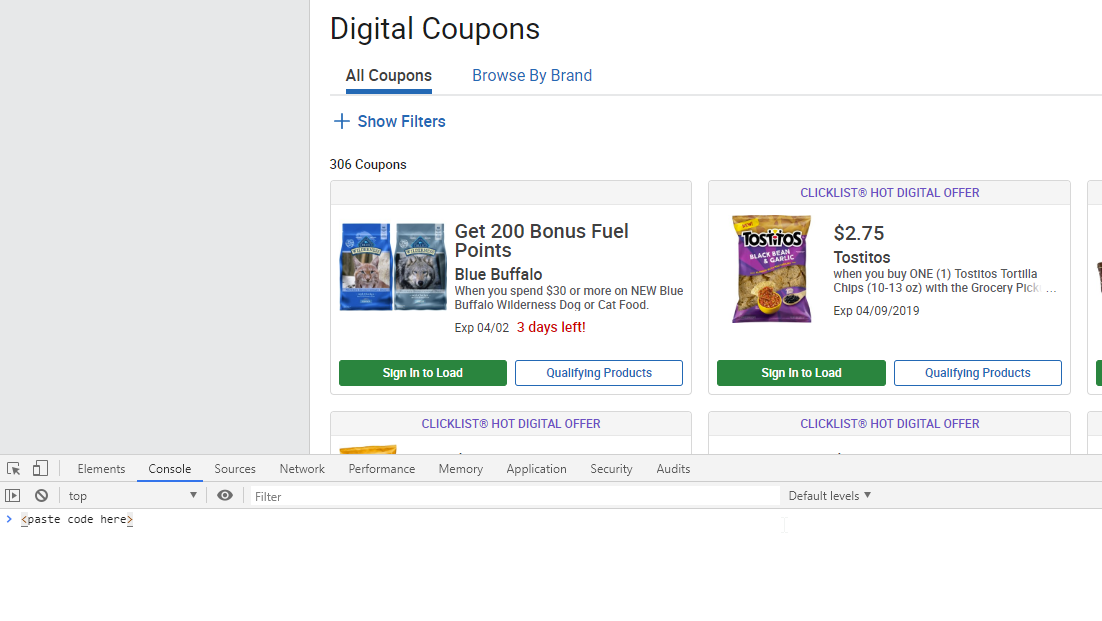 Digital Coupons
All Coupons
Browse By Brand
Show Filters
306 Coupons
Get 200 Bonus Fuel
Points
Blue Buffalo
When you spend $30 or more on NEW Blue
Buffalo Wilderness Dog or Cat Food.
Exp 04/02 3 days left!
Sign In to Load
Qualifying Products
CLICKLIST® HOT DIGITAL OFFER
TOSTITOS
BLACK BEAN
& GARLIC
$2.75
Tostitos
when you buy ONE (1) Tostitos Tortilla
Chips (10-13 oz) with the Grocery Pick ...
Exp 04/09/2019
Sign In to Load
Qualifying Products
CLICKLIST® HOT DIGITAL OFFER
CLICKLIST® HOT DIGITAL OFFER
Elements Console Sources Network Performance Memory Application Security Audits
top
Filter
Default levels
<paste code here>